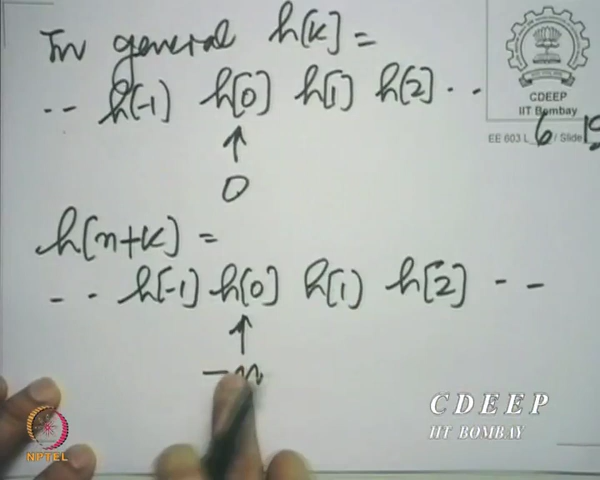 In general h[k] =
.. h[-1] h[0] h[1] h[2] ..
↑
0
h[n+k] =
.. h[-1] h[0] h[1] h[2] --
↑
-n
CDEEP
IIT Bombay
EE 603 L 6 / Slide 19
CDEEP
IIT BOMBAY
NPTEL